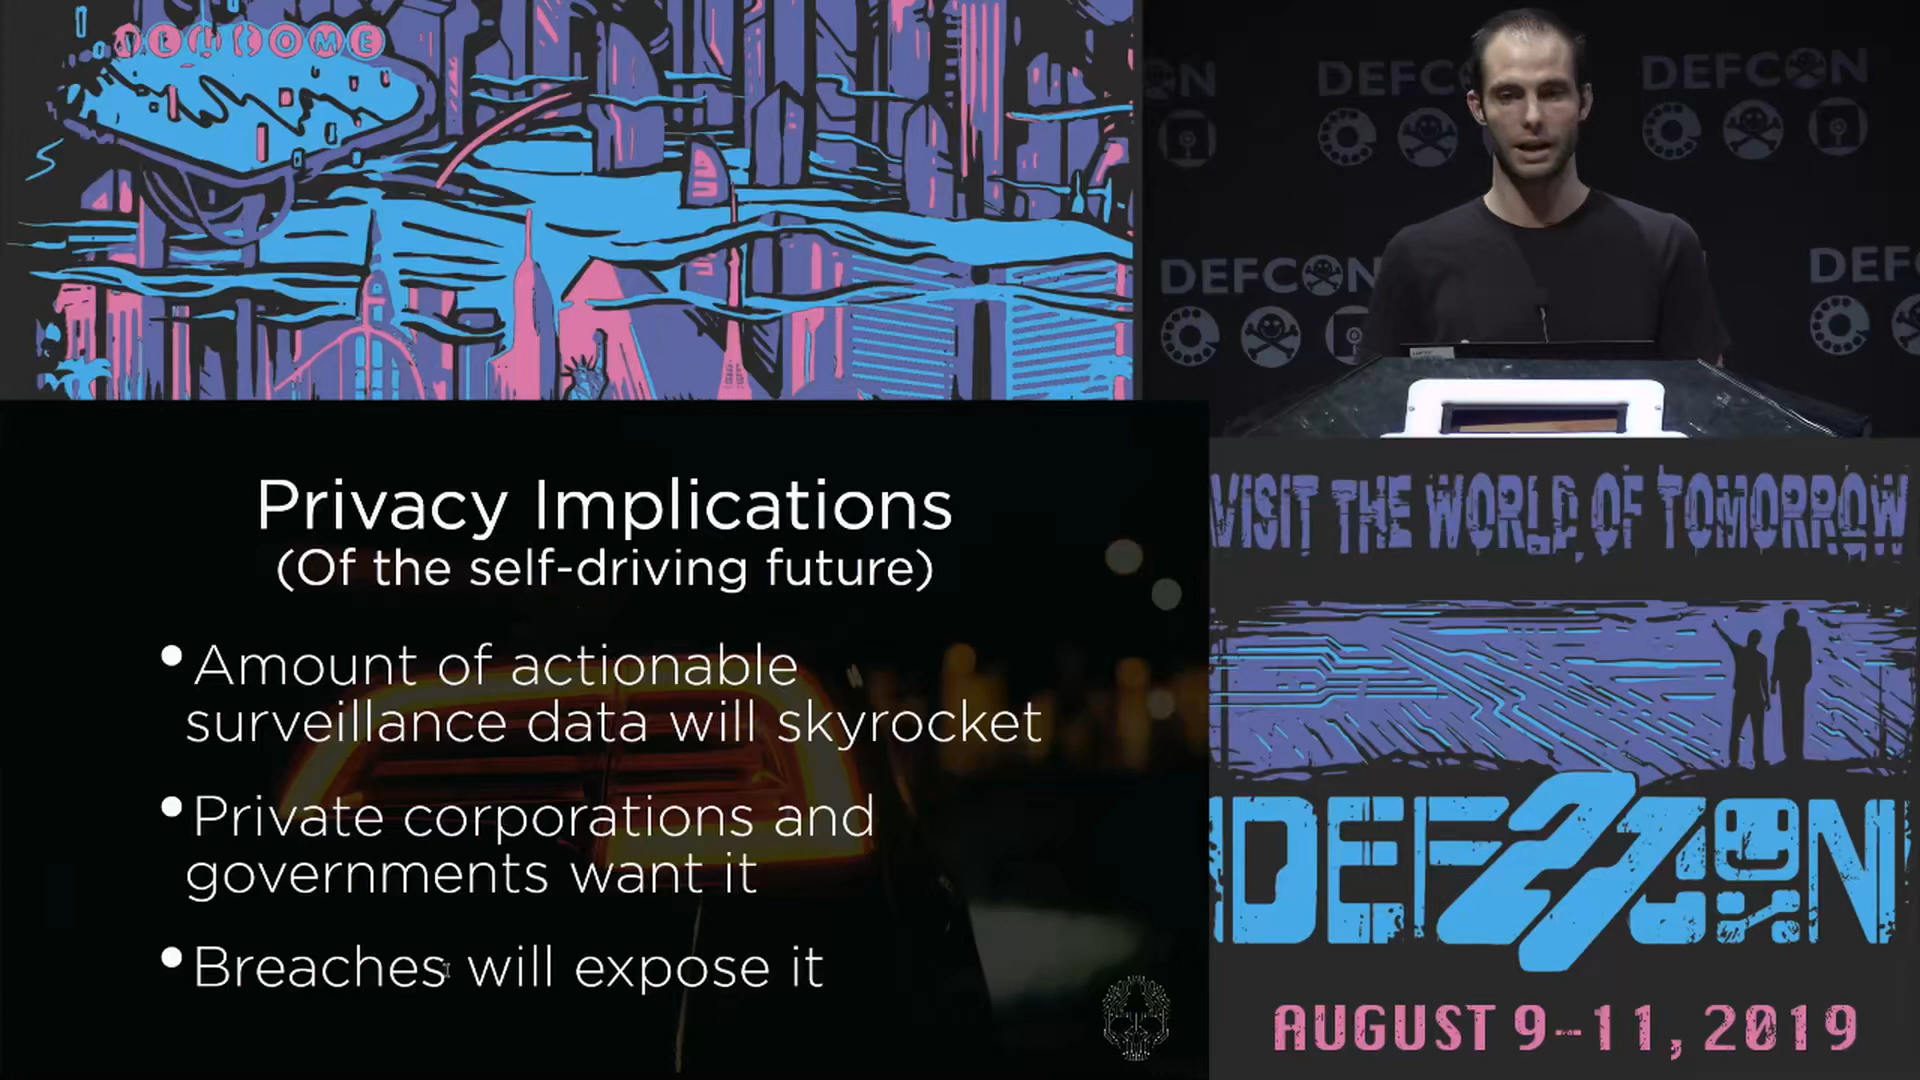 WELCOME
DEFCON
DEFCON
DEFCON
Privacy Implications
(Of the self-driving future)
•Amount of actionable
surveillance data will skyrocket
•Private corporations and
governments want it
•Breaches will expose it
VISIT THE WORLD OF TOMORROW
DEF 27 CON
AUGUST 9-11, 2019